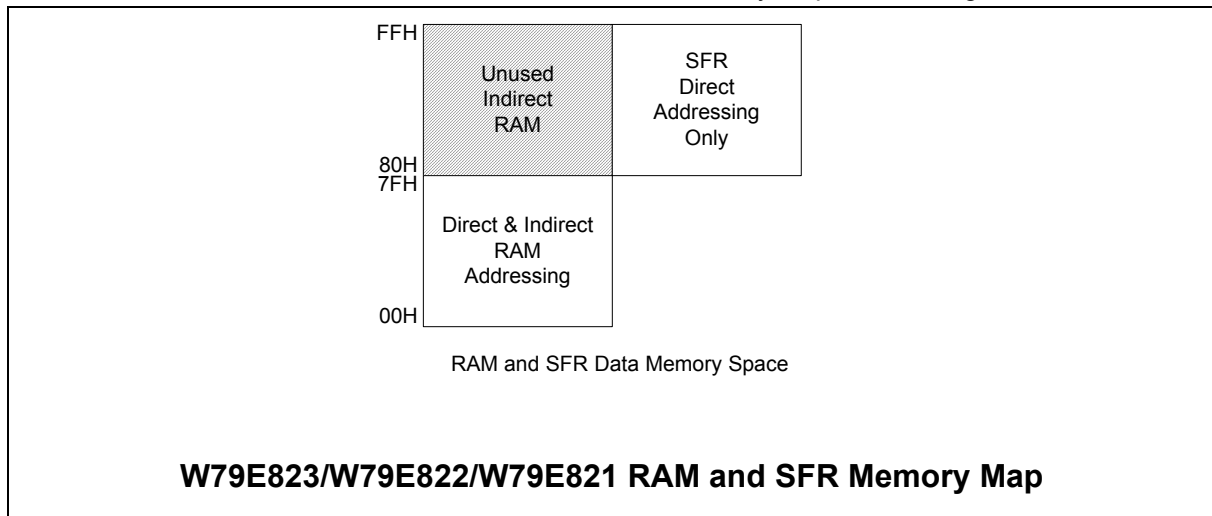 FFH
Unused
Indirect
RAM
SFR
Direct
Addressing
Only
80H
7FH
Direct & Indirect
RAM
Addressing
00H
RAM and SFR Data Memory Space
W79E823/W79E822/W79E821 RAM and SFR Memory Map